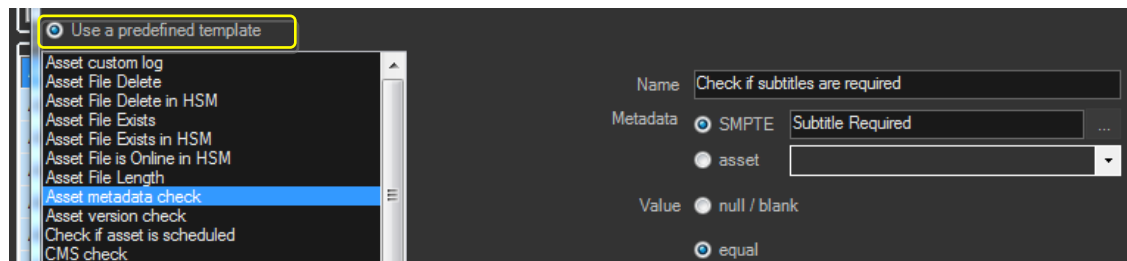 Use a predefined template
Asset custom log
Asset File Delete
Asset File Delete in HSM
Asset File Exists
Asset File Exists in HSM
Asset File is Online in HSM
Asset File Length
Asset metadata check
Asset version check
Check if asset is scheduled
CMS check
Name Check if subtitles are required
Metadata SMPTE Subtitle Required ...
asset
Value null / blank
equal